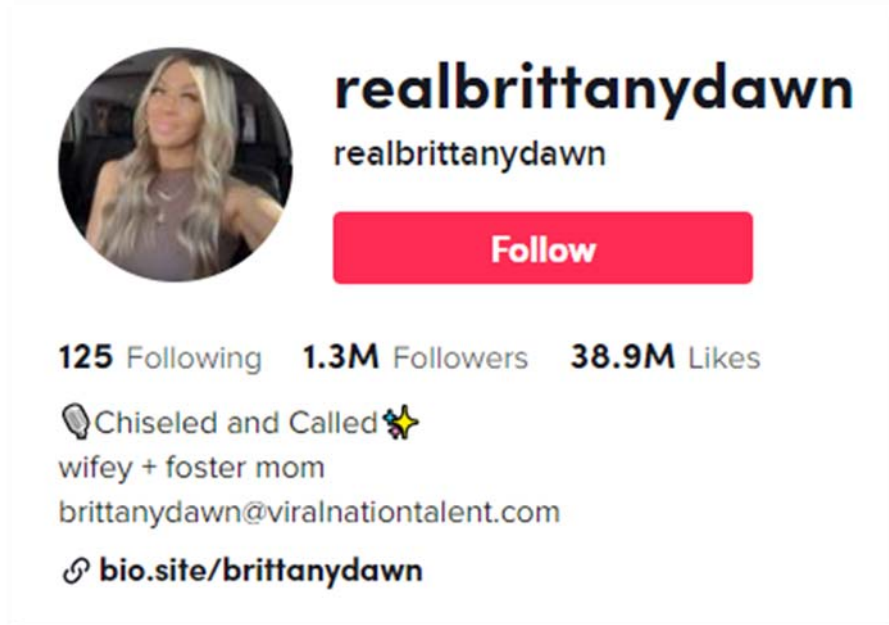 realbrittanydawn
realbrittanydawn
Follow
125 Following 1.3M Followers 38.9M Likes
🎙️Chiseled and Called✨
wifey + foster mom
brittanydawn@viralnationtalent.com
bio.site/brittanydawn